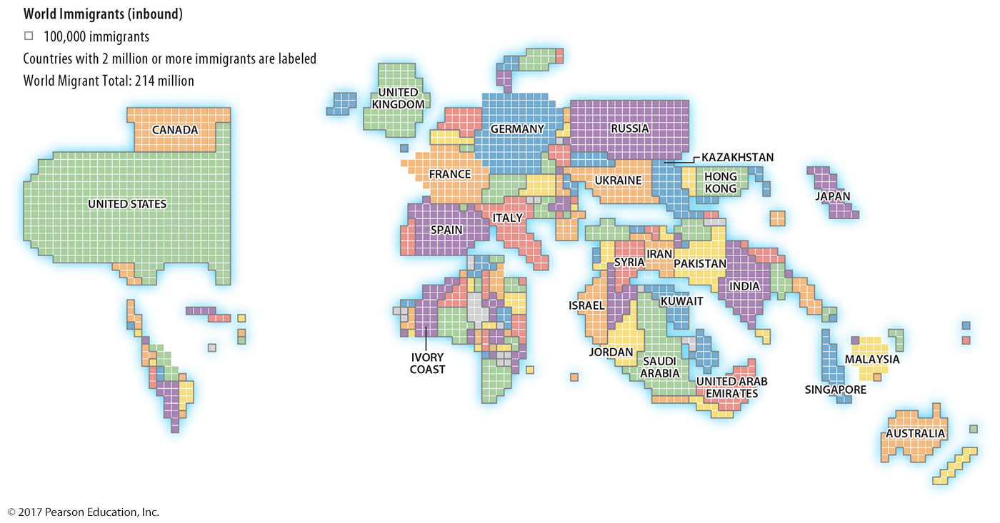 World Immigrants (inbound)
100,000 immigrants
Countries with 2 million or more immigrants are labeled
World Migrant Total: 214 million
UNITED
KINGDOM
CANADA
GERMANY
RUSSIA
KAZAKHSTAN
FRANCE
UKRAINE
HONG
KONG
JAPAN
UNITED STATES
ITALY
SPAIN
IRAN
SYRIA
PAKISTAN
INDIA
ISRAEL
KUWAIT
IVORY
COAST
JORDAN
SAUDI
ARABIA
MALAYSIA
UNITED ARAB
EMIRATES
SINGAPORE
AUSTRALIA
© 2017 Pearson Education, Inc.